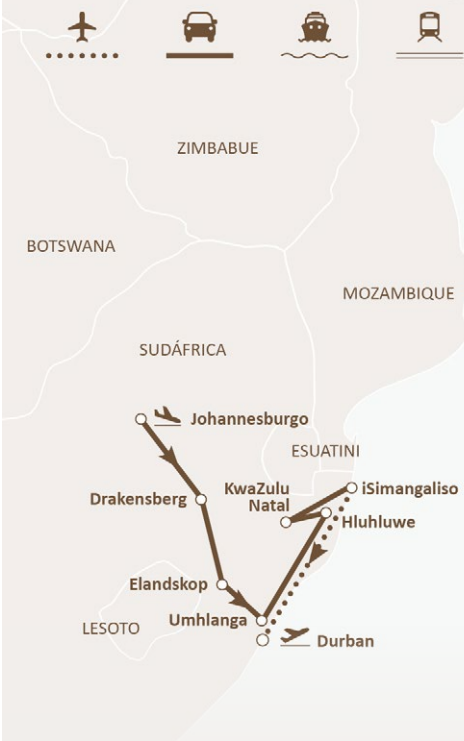 ZIMBABUE
BOTSWANA
MOZAMBIQUE
SUDÁFRICA
Johannesburgo
ESUATINI
KwaZulu
Natal
iSimangaliso
Drakensberg
Hluhluwe
Elandskop
Umhlanga
LESOTO
Durban